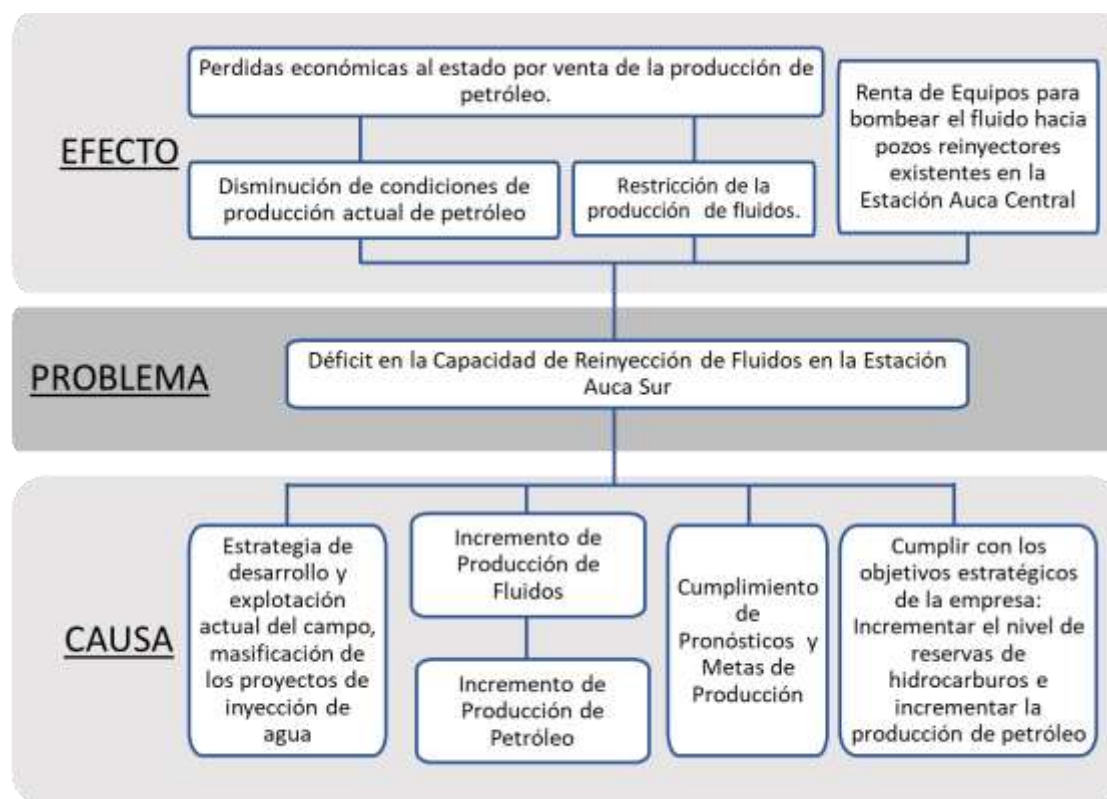 EFECTO
Perdidas económicas al estado por venta de la producción de
petróleo.
Disminución de condiciones de
producción actual de petróleo
Restricción de la
producción de fluidos.
Renta de Equipos para
bombear el fluido hacia
pozos reinyectores
existentes en la
Estación Auca Central
PROBLEMA
Déficit en la Capacidad de Reinyección de Fluidos en la Estación
Auca Sur
CAUSA
Estrategia de
desarrollo y
explotación
actual del campo,
masificación de
los proyectos de
inyección de
agua
Incremento de
Producción de
Fluidos
Incremento de
Producción de
Petróleo
Cumplimiento
de
Pronósticos y
Metas de
Producción
Cumplir con los
objetivos estratégicos
de la empresa:
Incrementar el nivel de
reservas de
hidrocarburos e
incrementar la
producción de petróleo